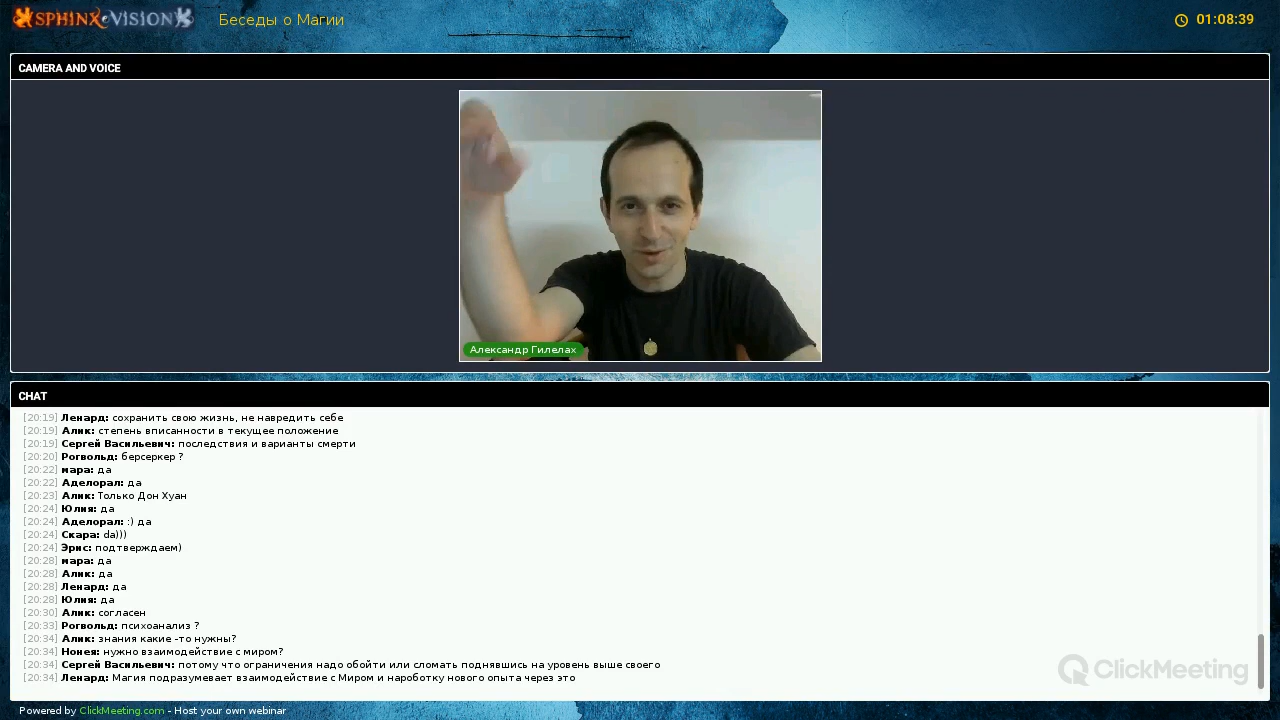 SPHINX VISION Беседы о Магии 01:08:39
CAMERA AND VOICE
Александр Гилелах
CHAT
[20:19] Ленард: сохранить свою жизнь, не навредить себе
[20:19] Алик: степень вписанности в текущее положение
[20:19] Сергей Васильевич: последствия и варианты смерти
[20:20] Рогвольд: берсеркер ?
[20:22] мара: да
[20:22] Аделорал: да
[20:23] Алик: Только Дон Хуан
[20:24] Юлия: да
[20:24] Аделорал: :) да
[20:24] Скара: da)))
[20:24] Эрис: подтверждаем)
[20:28] мара: да
[20:28] Алик: да
[20:28] Ленард: да
[20:28] Юлия: да
[20:30] Алик: согласен
[20:33] Рогвольд: психоанализ ?
[20:34] Алик: знания какие -то нужны?
[20:34] Нонея: нужно взаимодействие с миром?
[20:34] Сергей Васильевич: потому что ограничения надо обойти или сломать поднявшись на уровень выше своего
[20:34] Ленард: Магия подразумевает взаимодействие с Миром и нароботку нового опыта через это
ClickMeeting
Powered by ClickMeeting.com - Host your own webinar